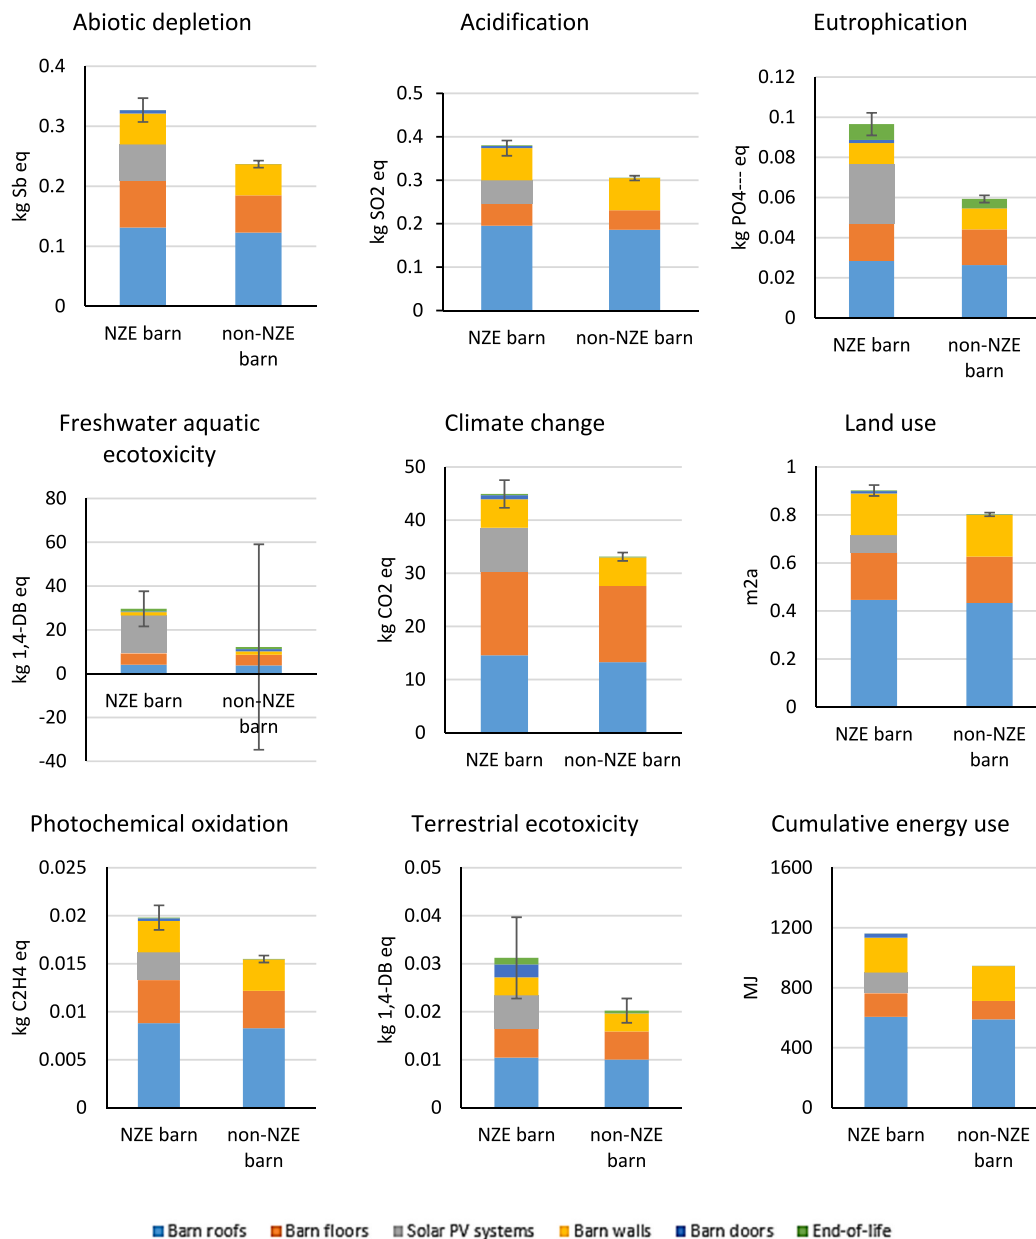 Abiotic depletion
0.4
0.3
0.2
0.1
0
kg Sb eq
NZE barn
non-NZE
barn
Acidification
0.5
0.4
0.3
0.2
0.1
0
kg SO2 eq
NZE barn
non-NZE barn
Eutrophication
0.12
0.1
0.08
0.06
0.04
0.02
0
kg PO4--- eq
NZE barn
non-NZE
barn
Freshwater aquatic
ecotoxicity
80
60
40
20
0
-20
-40
kg 1,4-DB eq
NZE barn
non-NZE
barn
Climate change
50
40
30
20
10
0
kg CO2 eq
NZE barn
non-NZE barn
Land use
1
0.8
0.6
0.4
0.2
0
m2a
NZE barn
non-NZE
barn
Photochemical oxidation
0.025
0.02
0.015
0.01
0.005
0
kg C2H4 eq
NZE barn
non-NZE
barn
Terrestrial ecotoxicity
0.05
0.04
0.03
0.02
0.01
0
kg 1,4-DB eq
NZE barn
non-NZE
barn
Cumulative energy use
1600
1200
800
400
0
MJ
NZE barn
non-NZE
barn
Barn roofs Barn floors Solar PV systems Barn walls Barn doors End-of-life